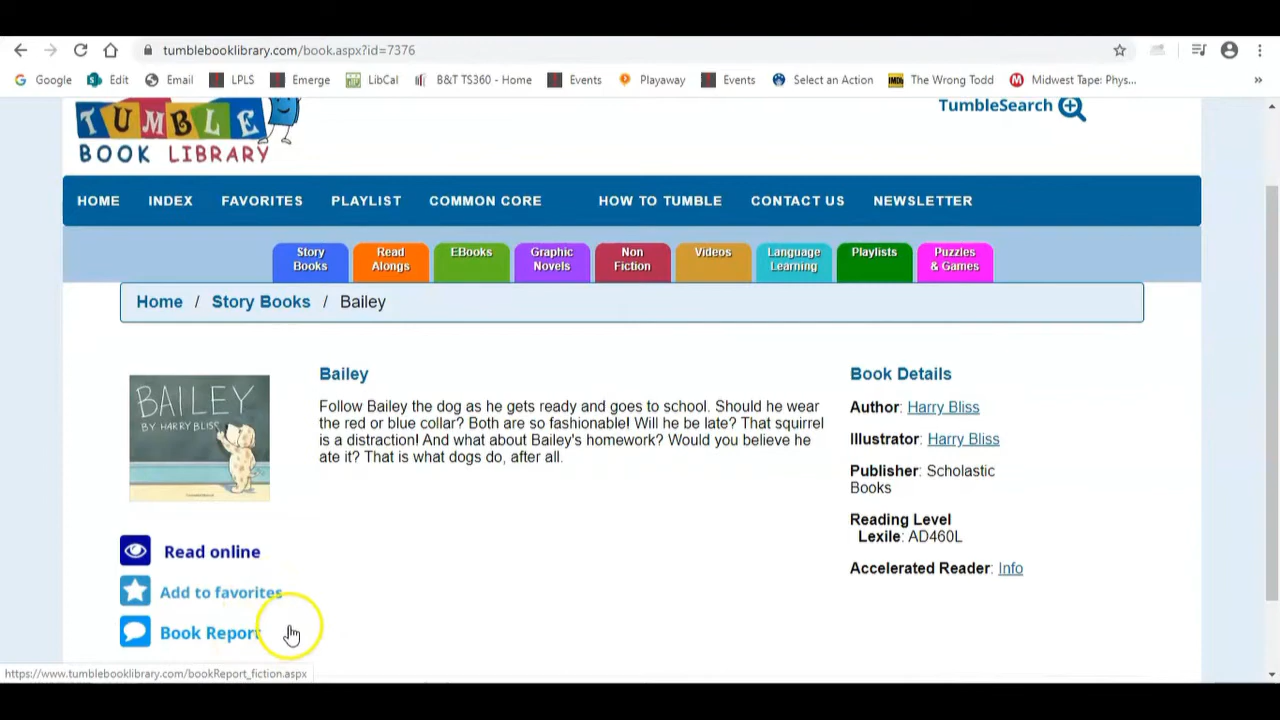 tumblebooklibrary.com/book.aspx?id=7376
Google Edit Email LPLS Emerge LibCal B&T TS360 - Home Events Playaway Events Select an Action IMDb The Wrong Todd Midwest Tape: Phys... »
TUMBLE
BOOK LIBRARY
TumbleSearch
HOME INDEX FAVORITES PLAYLIST COMMON CORE HOW TO TUMBLE CONTACT US NEWSLETTER
Story Books Read Alongs EBooks Graphic Novels Non Fiction Videos Language Learning Playlists Puzzles & Games
Home / Story Books / Bailey
BAILEY
BY HARRY BLISS
Bailey
Follow Bailey the dog as he gets ready and goes to school. Should he wear
the red or blue collar? Both are so fashionable! Will he be late? That squirrel
is a distraction! And what about Bailey's homework? Would you believe he
ate it? That is what dogs do, after all.
Book Details
Author: Harry Bliss
Illustrator: Harry Bliss
Publisher: Scholastic
Books
Reading Level
Lexile: AD460L
Accelerated Reader: Info
Read online
Add to favorites
Book Report
https://www.tumblebooklibrary.com/bookReport_fiction.aspx